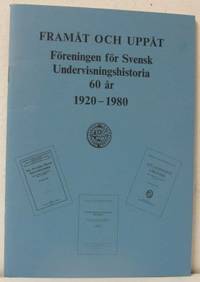 FRAMÅT OCH UPPÅT
Föreningen för Svensk
Undervisningshistoria
60 år
1920–1980